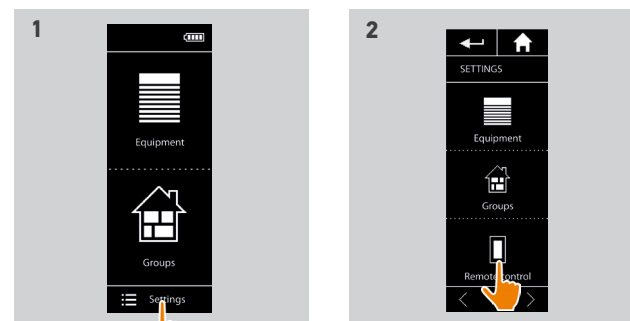 1
Equipment
Groups
Settings
2
SETTINGS
Equipment
Groups
Remote control